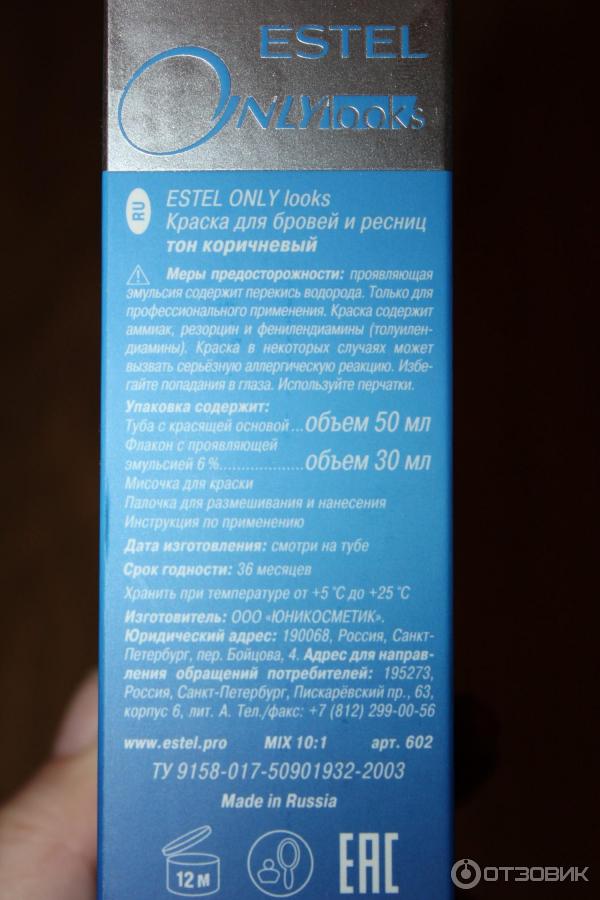 ESTEL
ONLYlooks
RU
ESTEL ONLY looks
Краска для бровей и ресниц
тон коричневый
Меры предосторожности: проявляющая
эмульсия содержит перекись водорода. Только для
профессионального применения. Краска содержит
аммиак, резорцин и фенилендиамины (толуилен-
диамины). Краска в некоторых случаях может
вызвать серьёзную аллергическую реакцию. Избе-
гайте попадания в глаза. Используйте перчатки.
Упаковка содержит:
Туба с красящей основой ... объем 50 мл
Флакон с проявляющей
эмульсией 6 %.................... объем 30 мл
Мисочка для краски
Палочка для размешивания и нанесения
Инструкция по применению
Дата изготовления: смотри на тубе
Срок годности: 36 месяцев
Хранить при температуре от +5 °C до +25 °C
Изготовитель: ООО «ЮНИКОСМЕТИК».
Юридический адрес: 190068, Россия, Санкт-
Петербург, пер. Бойцова, 4. Адрес для направ-
ления обращений потребителей: 195273,
Россия, Санкт-Петербург, Пискарёвский пр., 63,
корпус 6, лит. А. Тел./факс: +7 (812) 299-00-56
www.estel.pro MIX 10:1 арт. 602
ТУ 9158-017-50901932-2003
Made in Russia
12 М
EAC
ОТЗОВИК